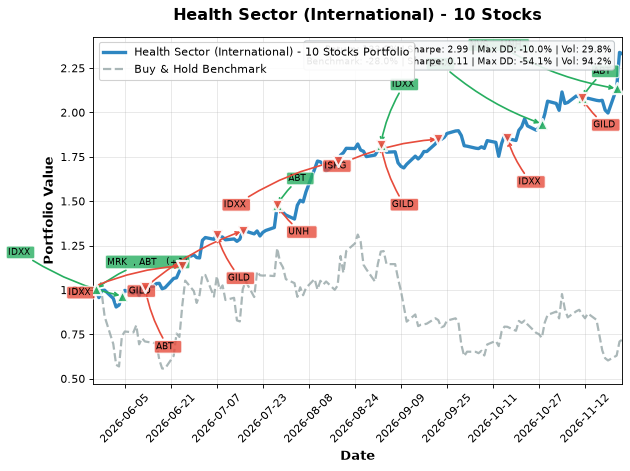 Health Sector (International) - 10 Stocks
Health Sector (International) - 10 Stocks Portfolio
Buy & Hold Benchmark
Sharpe: 2.99 | Max DD: -10.0% | Vol: 29.8%
Benchmark: -28.0% | Sharpe: 0.11 | Max DD: -54.1% | Vol: 94.2%
Portfolio Value
2.25
2.00
1.75
1.50
1.25
1.00
0.75
0.50
IDXX
ABT
GILD
ABT
IDXX
IDXX
GILD
UNH
IDXX
MRK , ABT
GILD
IDXX
GILD
ABT
2026-06-05
2026-06-21
2026-07-07
2026-07-23
2026-08-08
2026-08-24
2026-09-09
2026-09-25
2026-10-11
2026-10-27
2026-11-12
Date